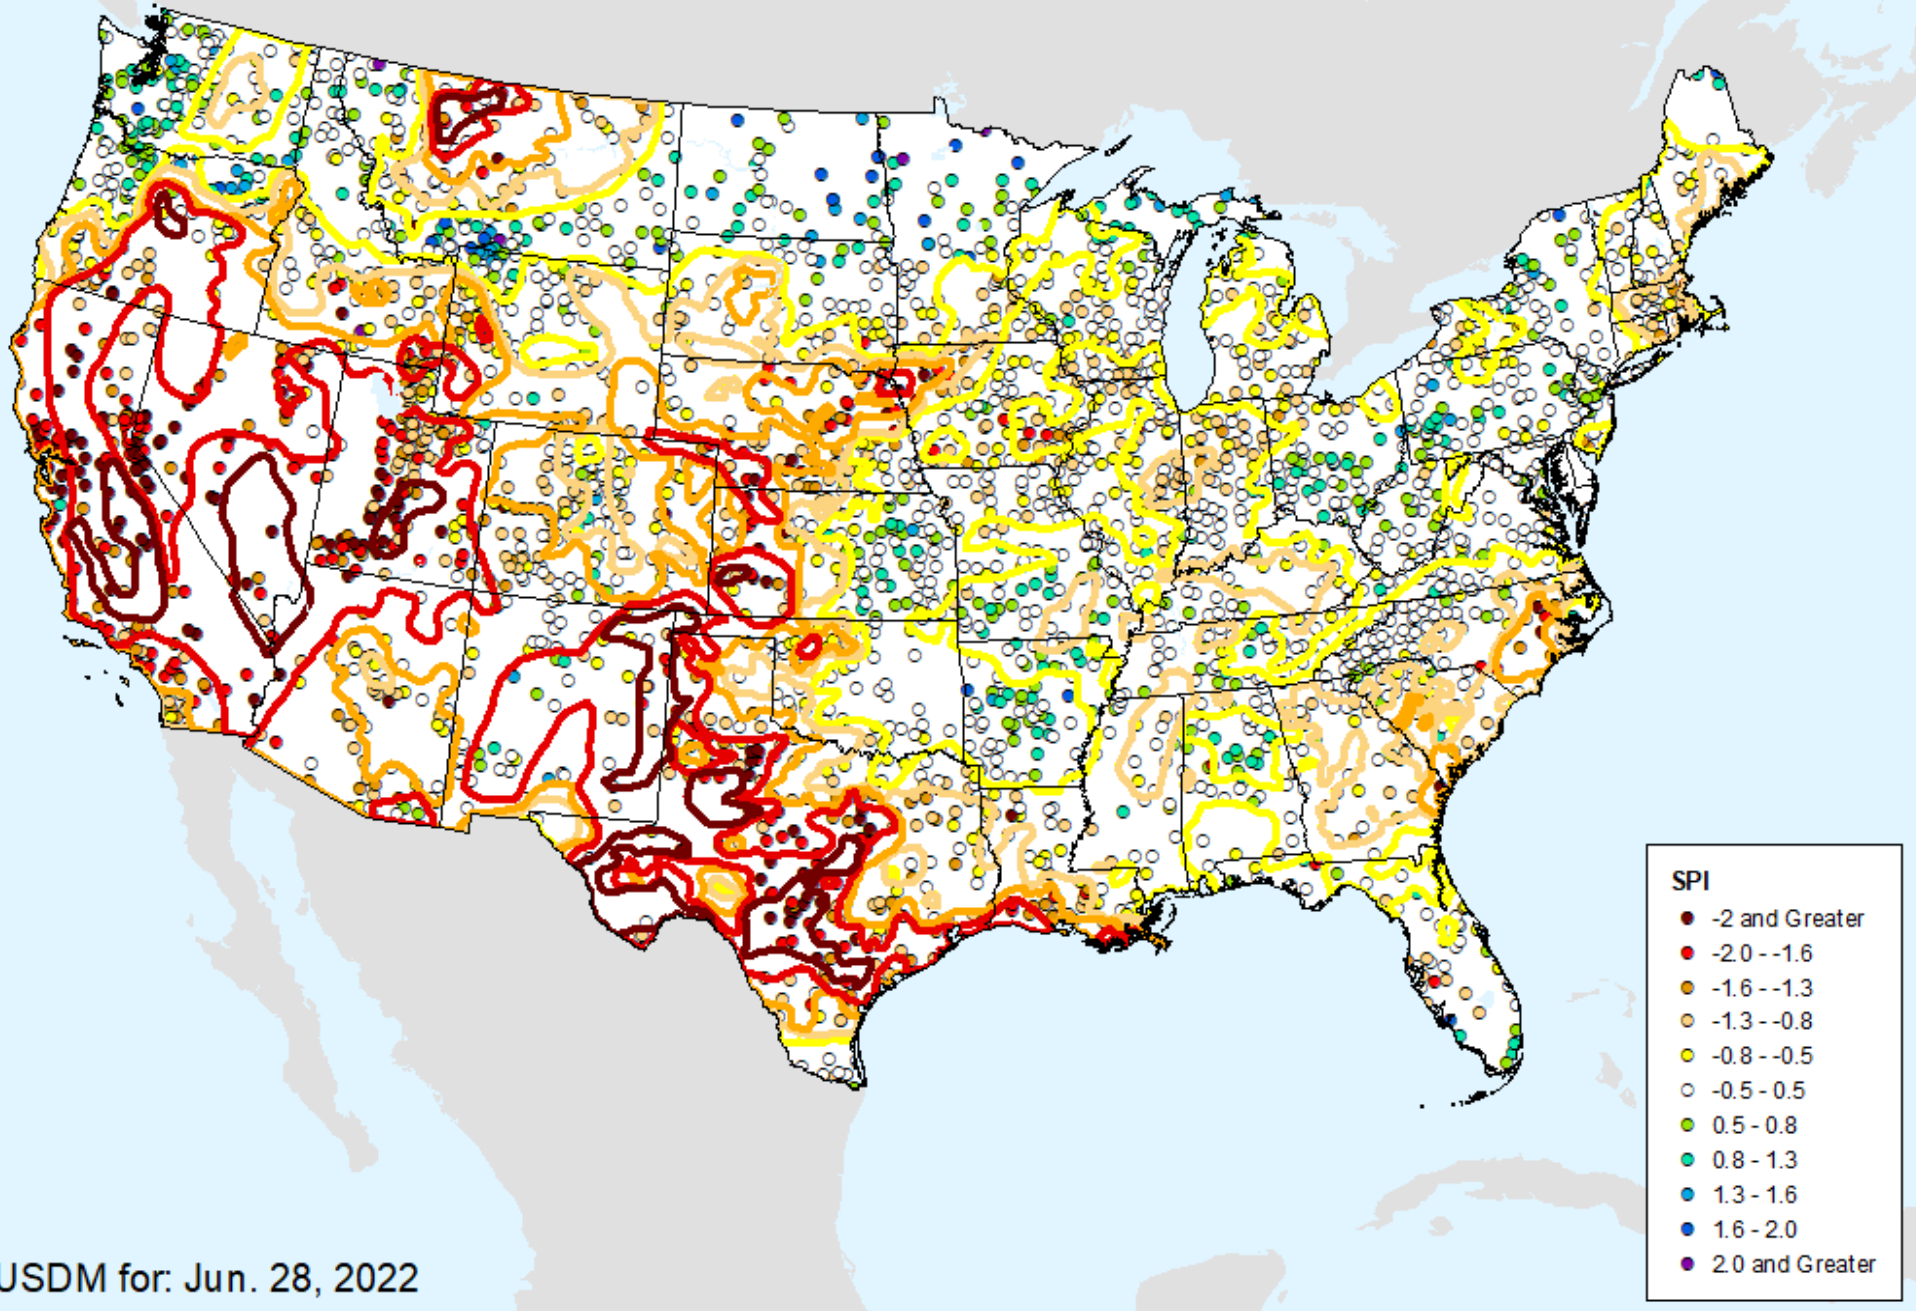 SPI
-2 and Greater
-2.0 - -1.6
-1.6 - -1.3
-1.3 - -0.8
-0.8 - -0.5
-0.5 - 0.5
0.5 - 0.8
0.8 - 1.3
1.3 - 1.6
1.6 - 2.0
2.0 and Greater
USDM for: Jun. 28, 2022